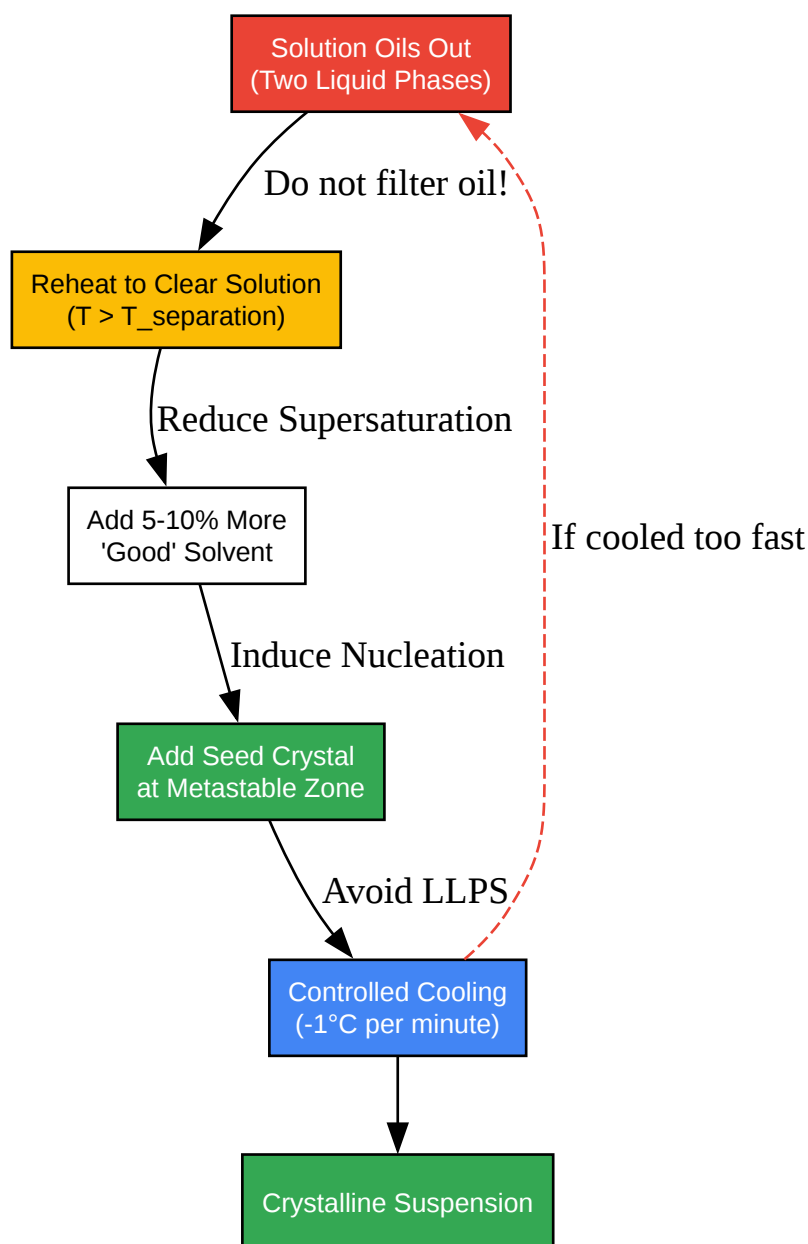 Solution Oils Out
(Two Liquid Phases)
Do not filter oil!
Reheat to Clear Solution
(T > T_separation)
Reduce Supersaturation
Add 5-10% More
'Good' Solvent
If cooled too fast
Induce Nucleation
Add Seed Crystal
at Metastable Zone
Avoid LLPS
Controlled Cooling
(-1°C per minute)
Crystalline Suspension